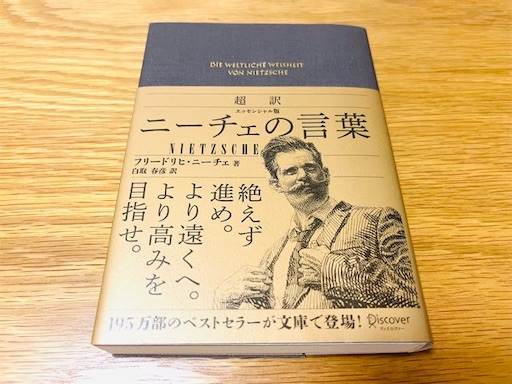 DIE WELTLICHE WEISHEIT
VON NIETZSCHE
超訳
エッセンシャル版
ニーチェの言葉
NIETZSCHE
フリードリヒ・ニーチェ 著
白取 春彦 訳
絶えず
進め。
より遠くへ。
より高みを
目指せ。
195万部のベストセラーが文庫で登場!
Discover
ディスカヴァー